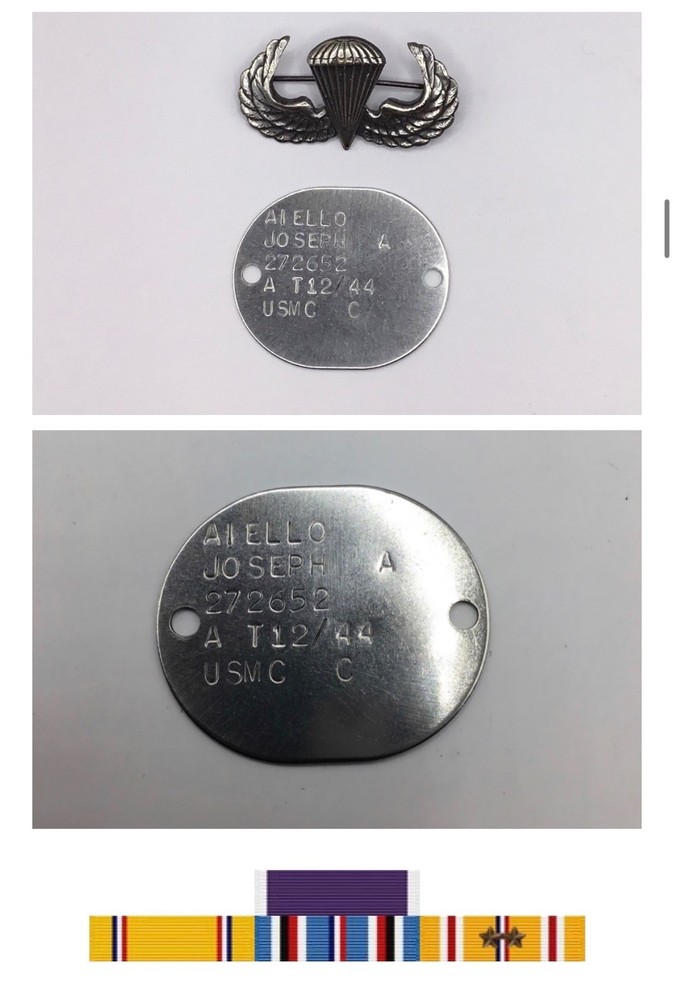 AIELLO
JOSEPH A
272652
A T12/44
USMC C
AIELLO
JOSEPH A
272652
A T12/44
USMC C